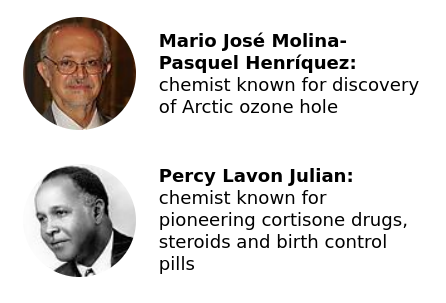 Mario José Molina-
Pasquel Henríquez:
chemist known for discovery
of Arctic ozone hole
Percy Lavon Julian:
chemist known for
pioneering cortisone drugs,
steroids and birth control
pills